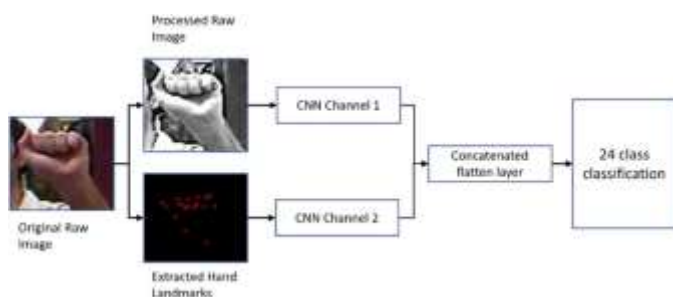 Processed Raw
Image
CNN Channel 1
Original Raw
Image
Concatenated
flatten layer
24 class
classification
CNN Channel 2
Extracted Hand
Landmarks